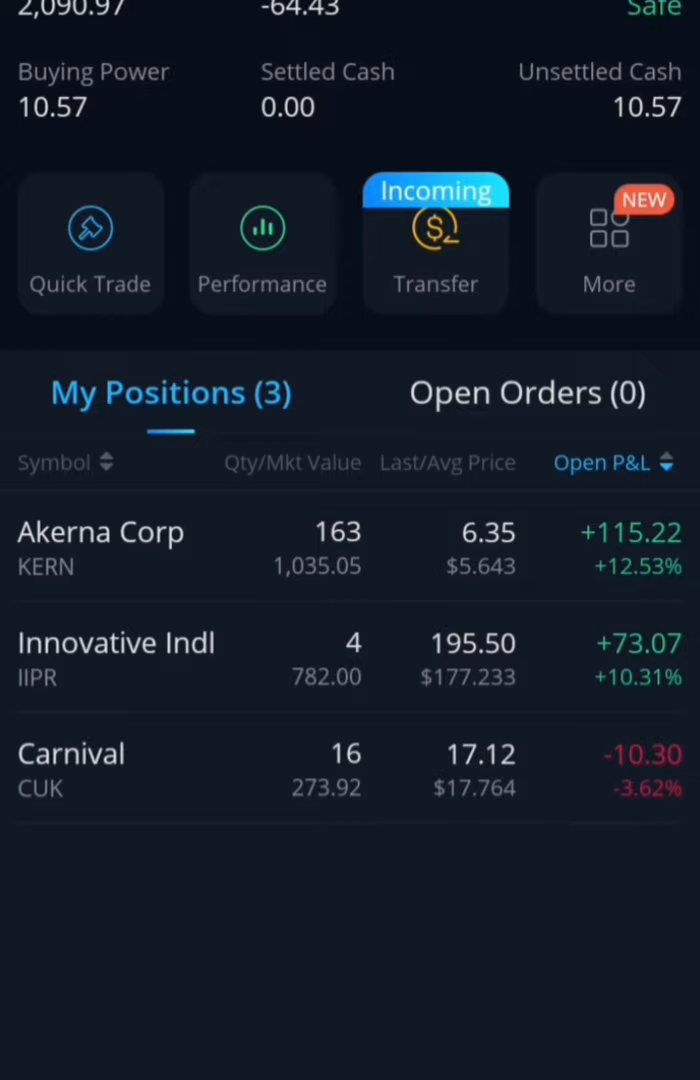 2,090.97 -64.43 Safe
Buying Power Settled Cash Unsettled Cash
10.57 0.00 10.57
Incoming
NEW
Quick Trade Performance Transfer More
My Positions (3) Open Orders (0)
Symbol Qty/Mkt Value Last/Avg Price Open P&L
Akerna Corp 163 6.35 +115.22
KERN 1,035.05 $5.643 +12.53%
Innovative Indl 4 195.50 +73.07
IIPR 782.00 $177.233 +10.31%
Carnival 16 17.12 -10.30
CUK 273.92 $17.764 -3.62%